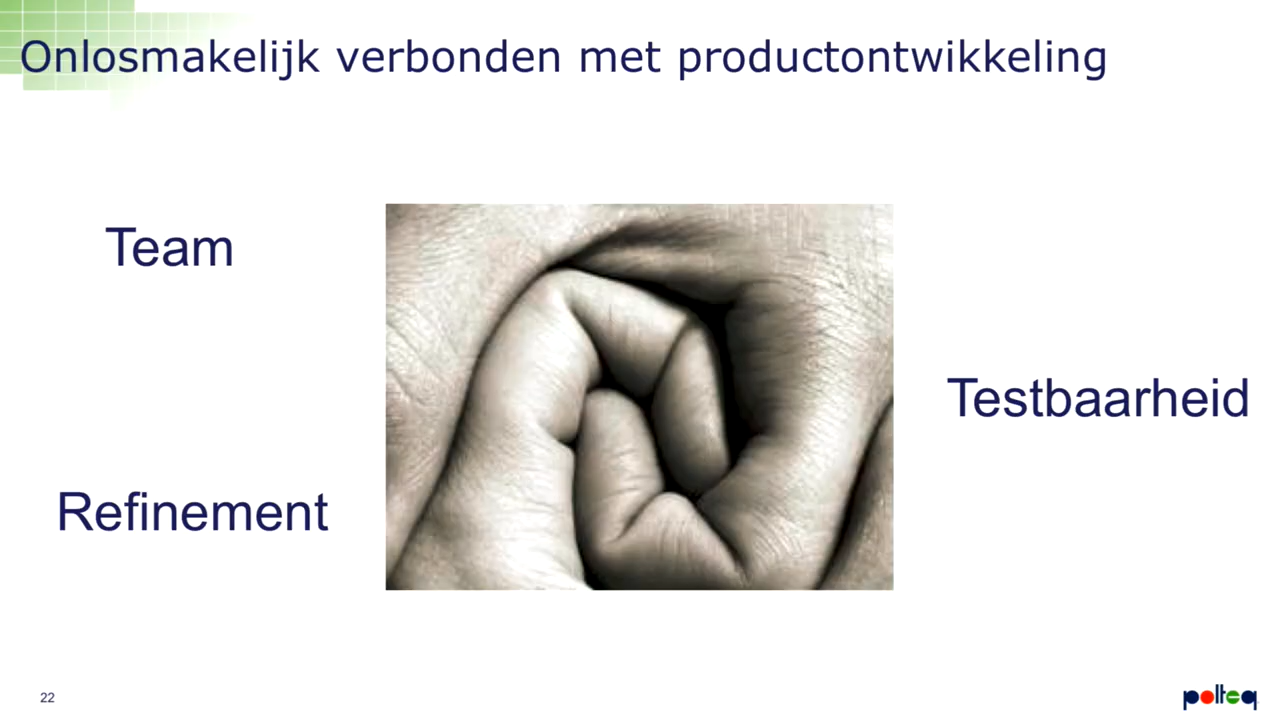 Onlosmakelijk verbonden met productontwikkeling
Team
Testbaarheid
Refinement
22
polteq